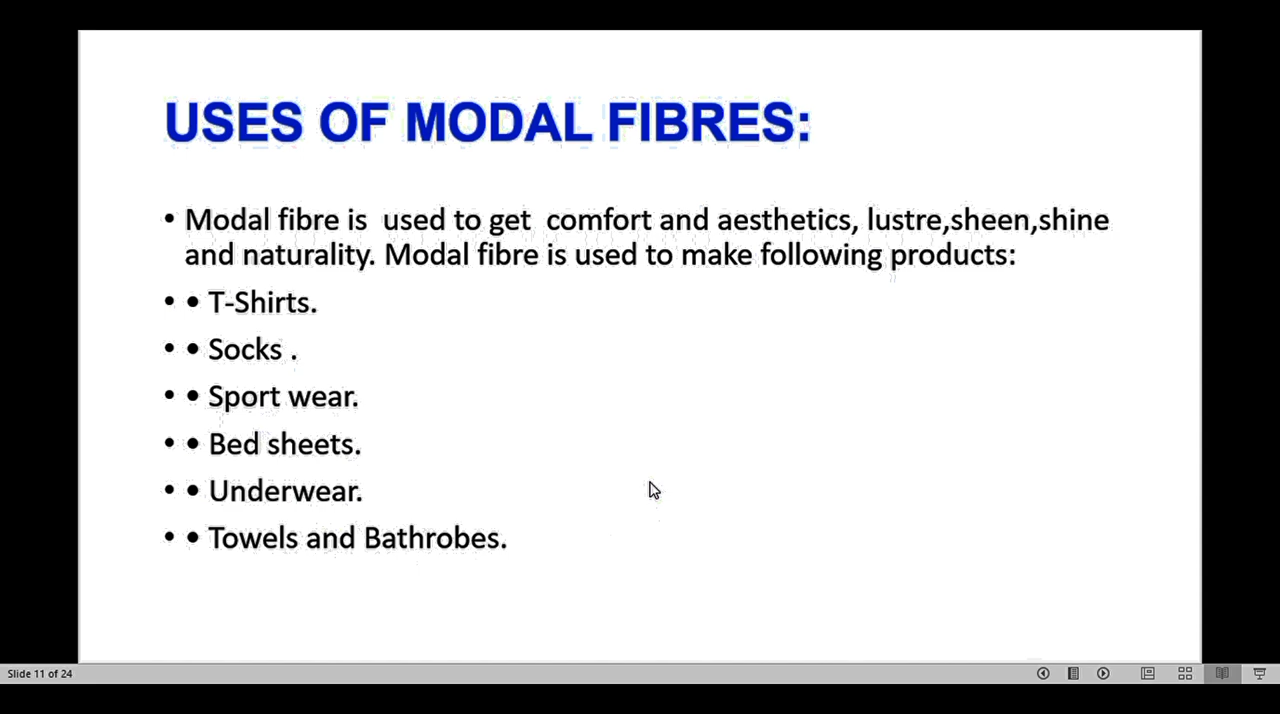 USES OF MODAL FIBRES:
• Modal fibre is  used to get  comfort and aesthetics, lustre,sheen,shine
and naturality. Modal fibre is used to make following products:
• • T-Shirts.
• • Socks .
• • Sport wear.
• • Bed sheets.
• • Underwear.
• • Towels and Bathrobes.
Slide 11 of 24